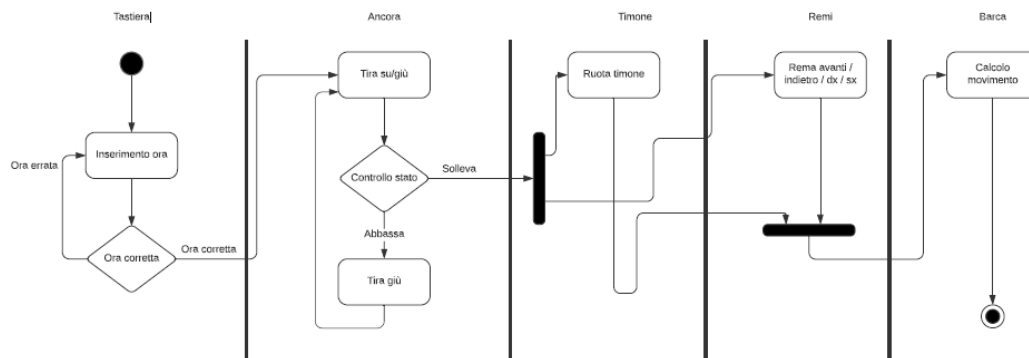 Tastiera
Ancora
Timone
Remi
Barca
Tira su/giù
Ruota timone
Rema avanti /
indietro / dx / sx
Calcolo
movimento
Inserimento ora
Ora errata
Controllo stato
Solleva
Abbassa
Ora corretta
Ora corretta
Tira giù